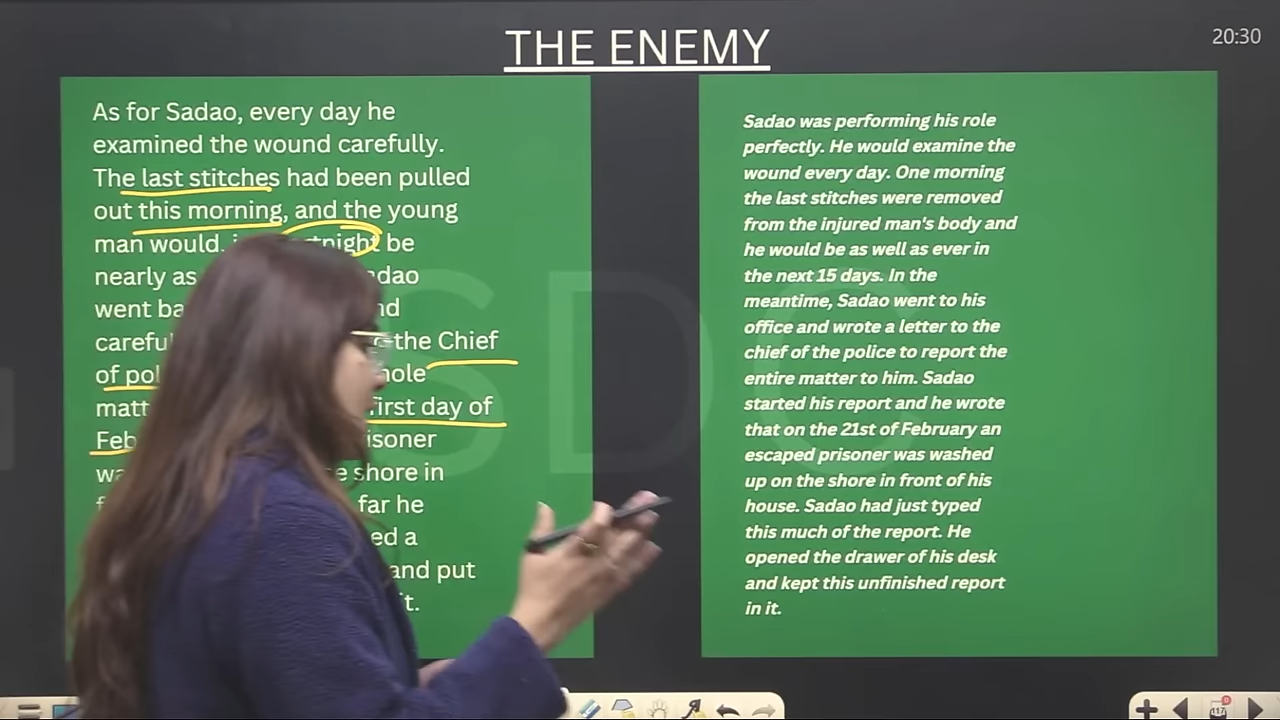 THE ENEMY
20:30
As for Sadao, every day he
examined the wound carefully.
The last stitches had been pulled
out this morning, and the young
man would, be
nearly as
went
the Chief
of
first day of
shore in
far he
a
and put
it.
Sadao was performing his role
perfectly. He would examine the
wound every day. One morning
the last stitches were removed
from the injured man's body and
he would be as well as ever in
the next 15 days. In the
meantime, Sadao went to his
office and wrote a letter to the
chief of the police to report the
entire matter to him. Sadao
started his report and he wrote
that on the 21st of February an
escaped prisoner was washed
up on the shore in front of his
house. Sadao had just typed
this much of the report. He
opened the drawer of his desk
and kept this unfinished report
in it.
SDC
117